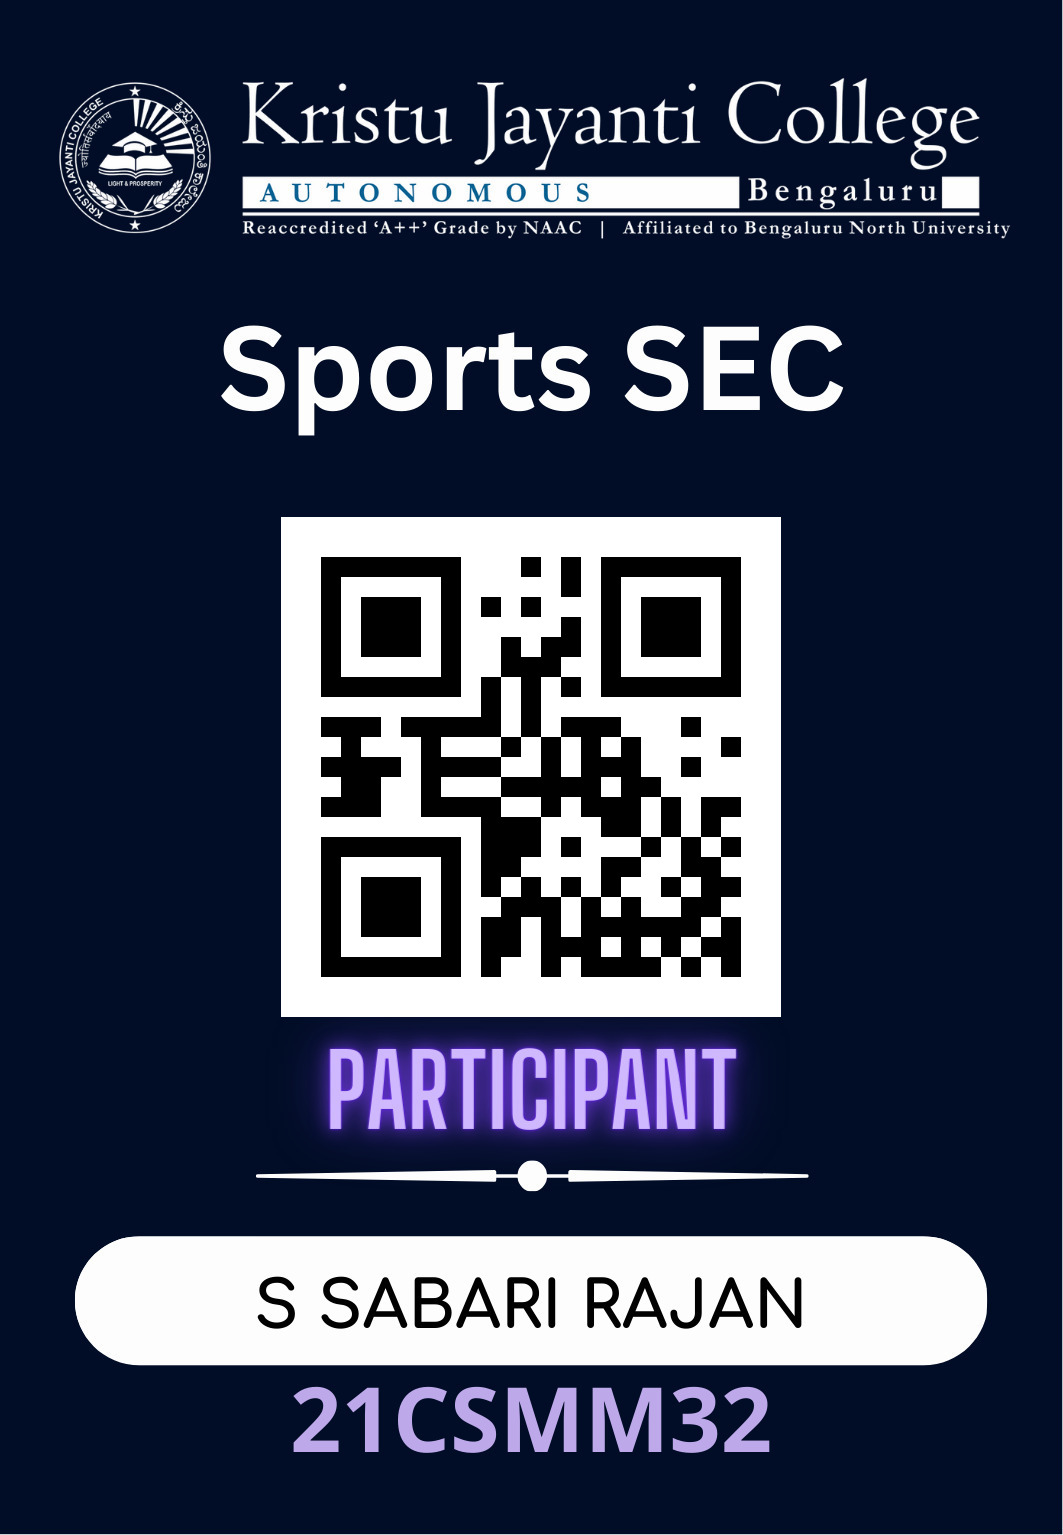 KRISTU JAYANTI COLLEGE
ಕ್ರಿಸ್ತು ಜಯಂತಿ ಕಾಲೇಜು
ज्योतिसंवाद्याय
LIGHT & PROSPERITY
Kristu Jayanti College
AUTONOMOUS Bengaluru
Reaccredited ‘A++’ Grade by NAAC | Affiliated to Bengaluru North University
Sports SEC
PARTICIPANT
S SABARI RAJAN
21CSMM32